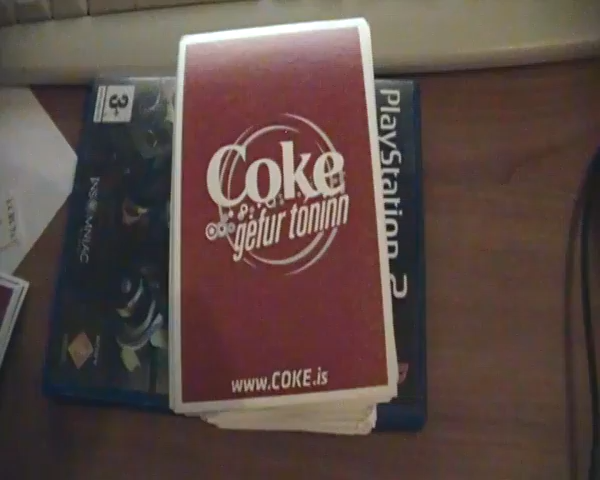 Coke
gefur tóninn
www.COKE.is
PlayStation 2
3+
INSOMNIAC